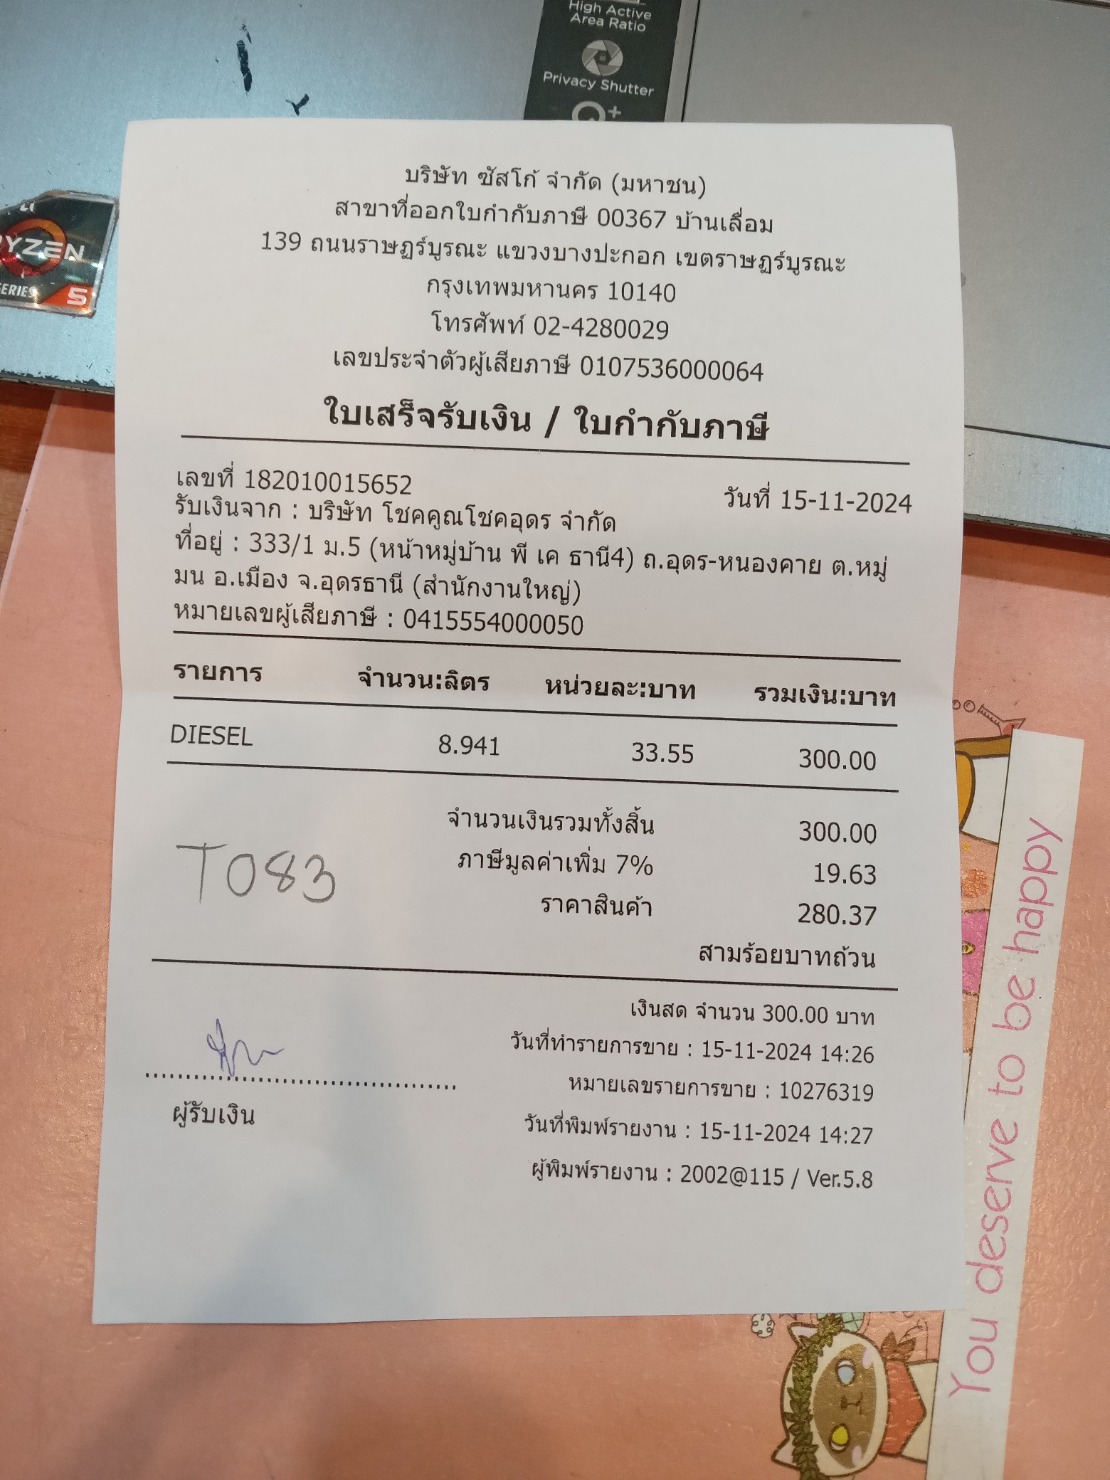 High Active
Area Ratio
Privacy Shutter
RYZEN
SERIES 5
บริษัท ซัสโก้ จำกัด (มหาชน)
สาขาที่ออกใบกำกับภาษี 00367 บ้านเลื่อม
139 ถนนราษฎร์บูรณะ แขวงบางปะกอก เขตราษฎร์บูรณะ
กรุงเทพมหานคร 10140
โทรศัพท์ 02-4280029
เลขประจำตัวผู้เสียภาษี 0107536000064
ใบเสร็จรับเงิน / ใบกำกับภาษี
เลขที่ 182010015652 วันที่ 15-11-2024
รับเงินจาก : บริษัท โชคคูณโชคอุดร จำกัด
ที่อยู่ : 333/1 ม.5 (หน้าหมู่บ้าน พี เค ธานี4) ถ.อุดร-หนองคาย ต.หมู
มน อ.เมือง จ.อุดรธานี (สำนักงานใหญ่)
หมายเลขผู้เสียภาษี : 0415554000050
รายการ จำนวน:ลิตร หน่วยละ:บาท รวมเงิน:บาท
DIESEL 8.941 33.55 300.00
จำนวนเงินรวมทั้งสิ้น 300.00
ภาษีมูลค่าเพิ่ม 7% 19.63
T083
ราคาสินค้า 280.37
สามร้อยบาทถ้วน
เงินสด จำนวน 300.00 บาท
วันที่ทำรายการขาย : 15-11-2024 14:26
หมายเลขรายการขาย : 10276319
ผู้รับเงิน
วันที่พิมพ์รายงาน : 15-11-2024 14:27
ผู้พิมพ์รายงาน : 2002@115 / Ver.5.8
You deserve to be happy